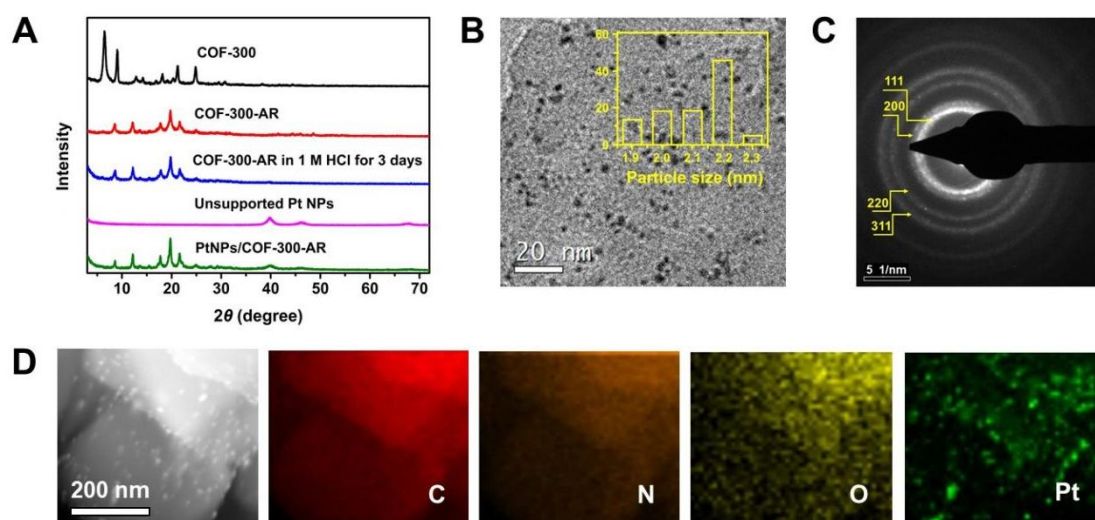 A
Intensity
COF-300
COF-300-AR
COF-300-AR in 1 M HCl for 3 days
Unsupported Pt NPs
PtNPs/COF-300-AR
10 20 30 40 50 60 70
2θ (degree)
B
60
40
20
0
1.9 2.0 2.1 2.2 2.3
Particle size (nm)
20 nm
C
111
200
220
311
5 1/nm
D
200 nm
C
N
O
Pt